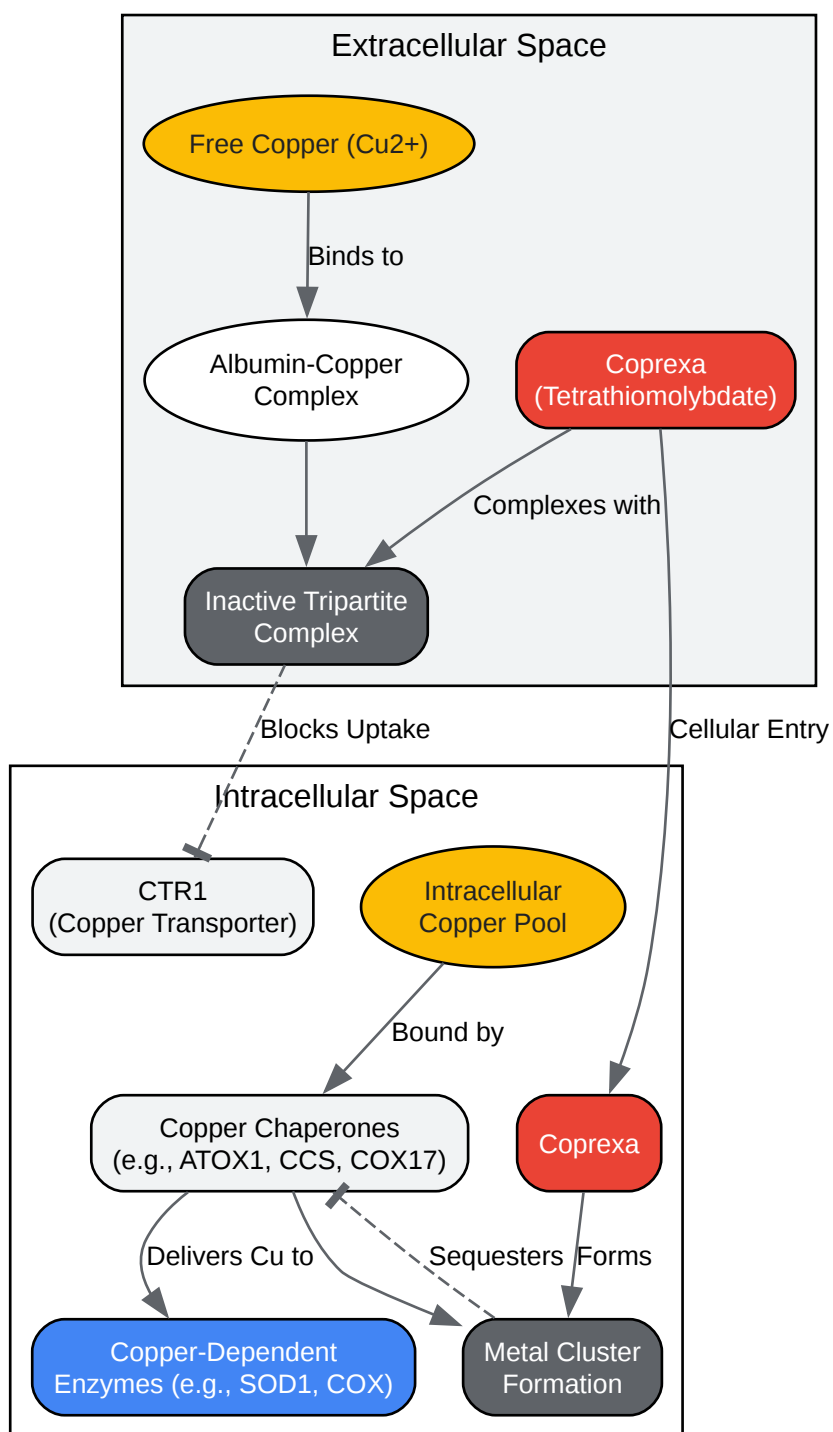 Extracellular Space
Free Copper (Cu2+)
Binds to
Albumin-Copper
Complex
Coprexa
(Tetrathiomolybdate)
Complexes with
Inactive Tripartite
Complex
Blocks Uptake
Cellular Entry
Intracellular Space
CTR1
(Copper Transporter)
Intracellular
Copper Pool
Bound by
Copper Chaperones
(e.g., ATOX1, CCS, COX17)
Coprexa
Delivers Cu to
Sequesters
Forms
Copper-Dependent
Enzymes (e.g., SOD1, COX)
Metal Cluster
Formation